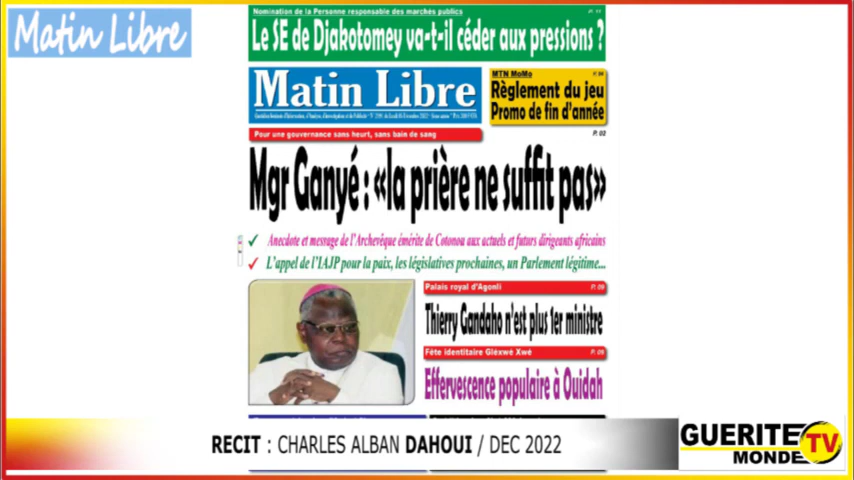 Matin Libre
Nomination de la Personne responsable des marchés publics
P. 11
Le SE de Djakotomey va-t-il céder aux pressions ?
Matin Libre
MTN MoMo
Règlement du jeu
Promo de fin d'année
P. 02
Pour une gouvernance sans heurt, sans bain de sang
Mgr Ganyé : «la prière ne suffit pas»
✓ Anecdote et message de l'Archevêque émérite de Cotonou aux actuels et futurs dirigeants africains
✓ L'appel de l'IAJP pour la paix, les législatives prochaines, un Parlement légitime...
Palais royal d'Agonli
P. 09
Thierry Gandaho n'est plus 1er ministre
Fête identitaire Gléxwé Xwé
P. 05
Effervescence populaire à Ouidah
RECIT : CHARLES ALBAN DAHOUI / DEC 2022
GUERITE TV
MONDE